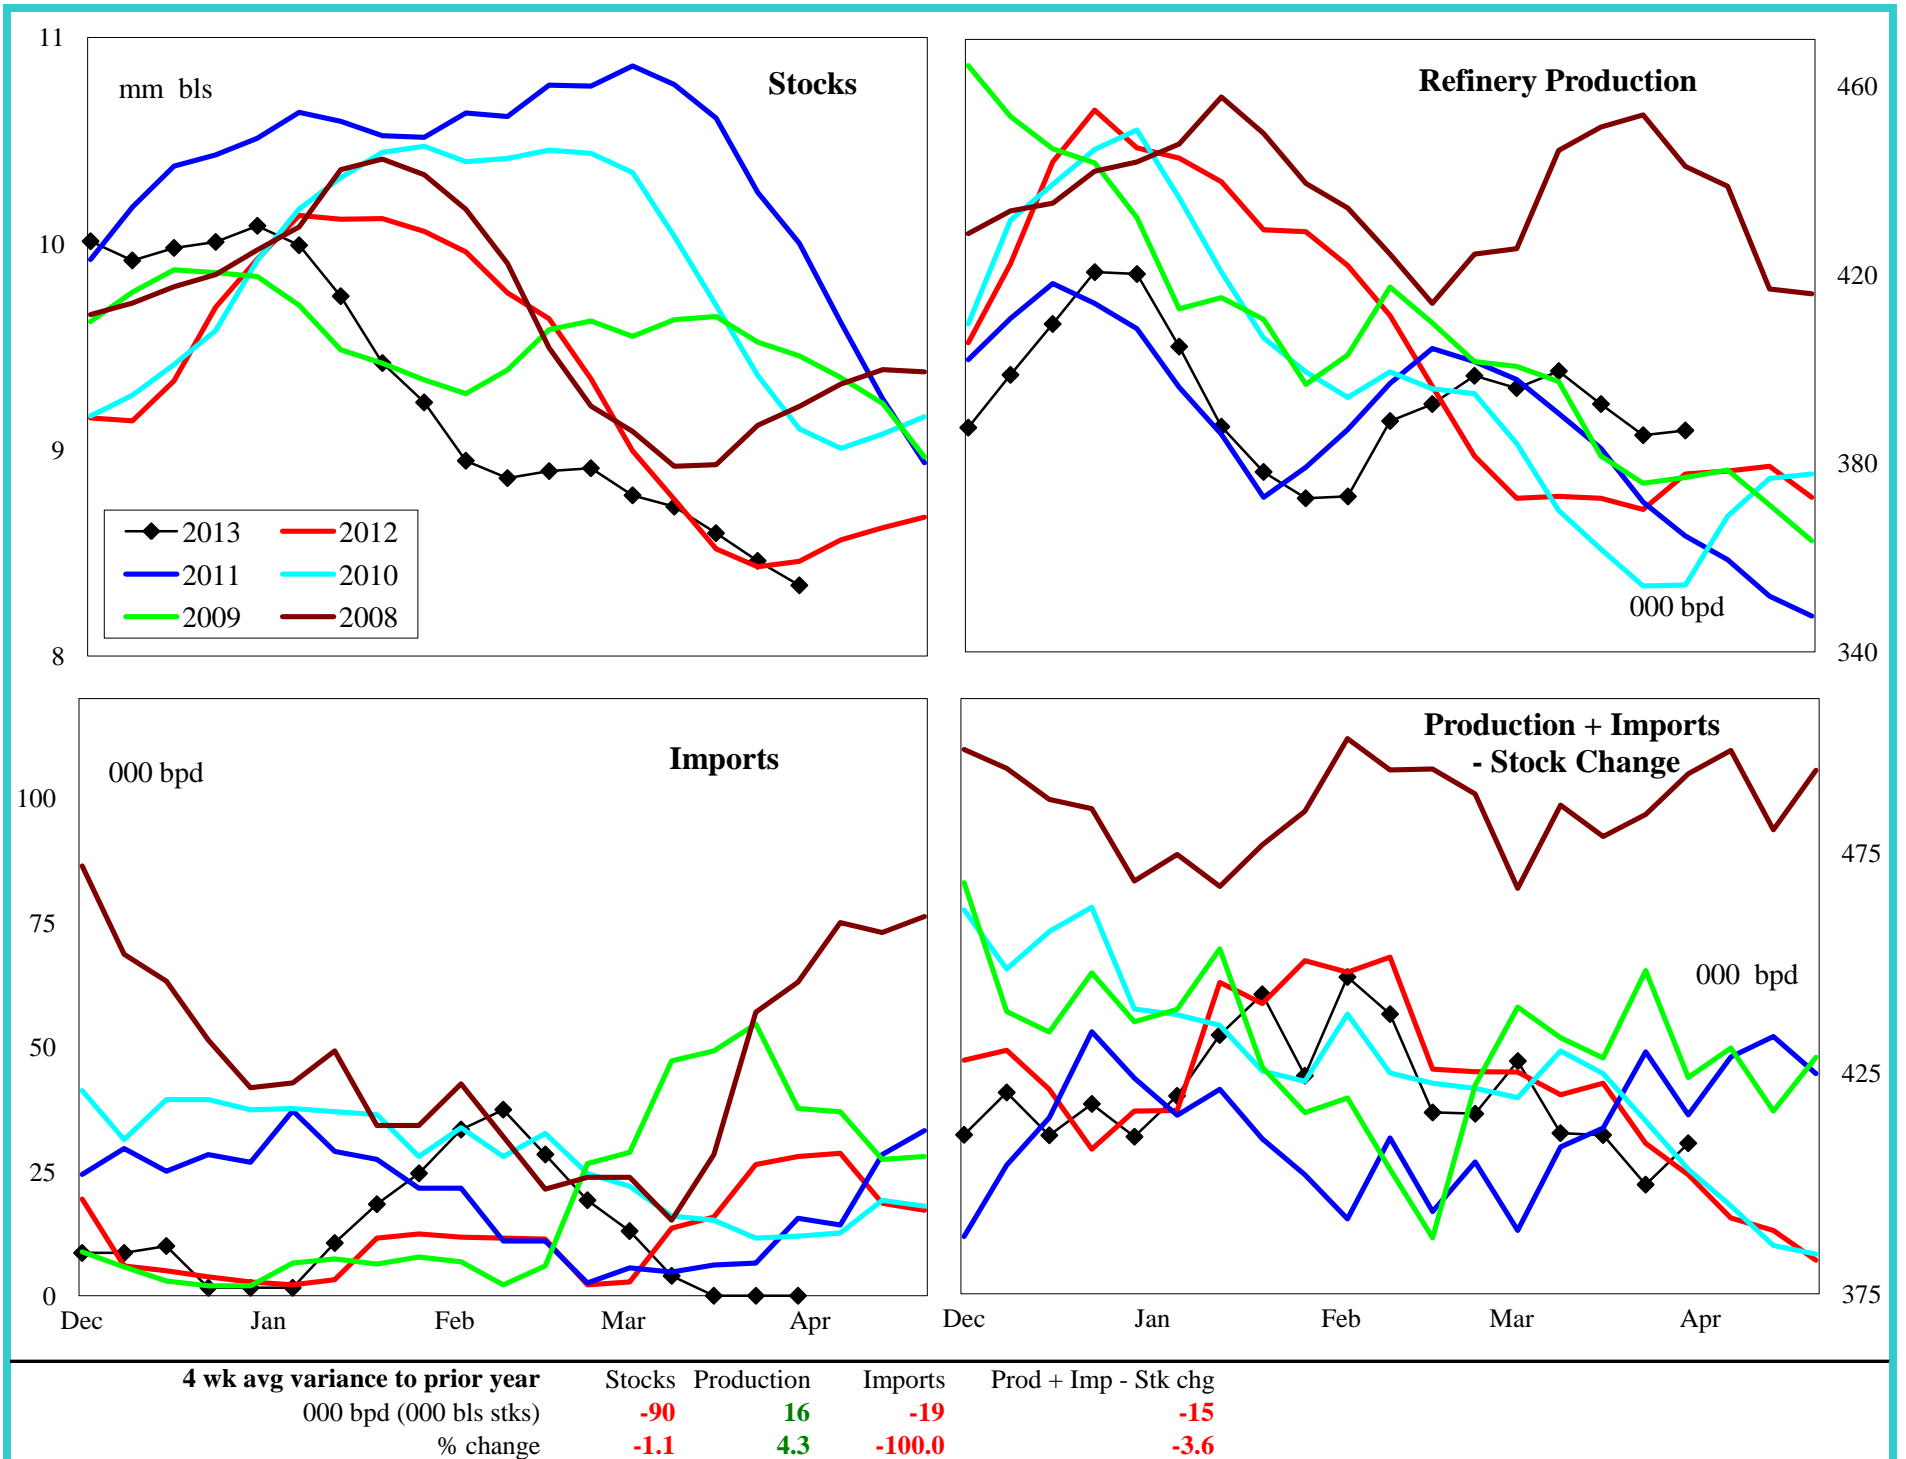 11
10
9
8
mm bls
Stocks
2013
2012
2011
2010
2009
2008
Refinery Production
000 bpd
460
420
380
340
000 bpd
Imports
100
75
50
25
0
Dec Jan Feb Mar Apr
Production + Imports
- Stock Change
000 bpd
475
425
375
Dec Jan Feb Mar Apr
4 wk avg variance to prior year Stocks Production Imports Prod + Imp - Stk chg
000 bpd (000 bls stks) -90 16 -19 -15
% change -1.1 4.3 -100.0 -3.6